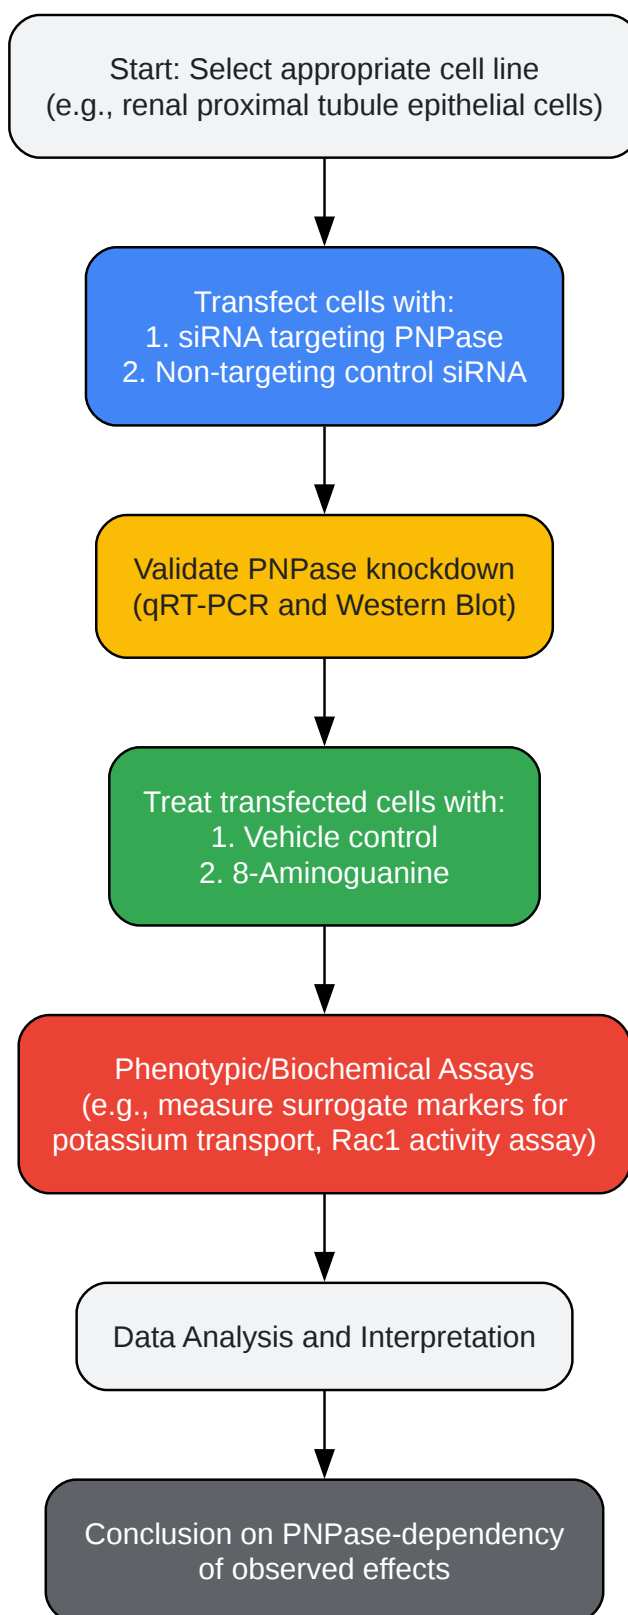 Start: Select appropriate cell line
(e.g., renal proximal tubule epithelial cells)
Transfect cells with:
1. siRNA targeting PNPase
2. Non-targeting control siRNA
Validate PNPase knockdown
(qRT-PCR and Western Blot)
Treat transfected cells with:
1. Vehicle control
2. 8-Aminoguanine
Phenotypic/Biochemical Assays
(e.g., measure surrogate markers for
potassium transport, Rac1 activity assay)
Data Analysis and Interpretation
Conclusion on PNPase-dependency
of observed effects